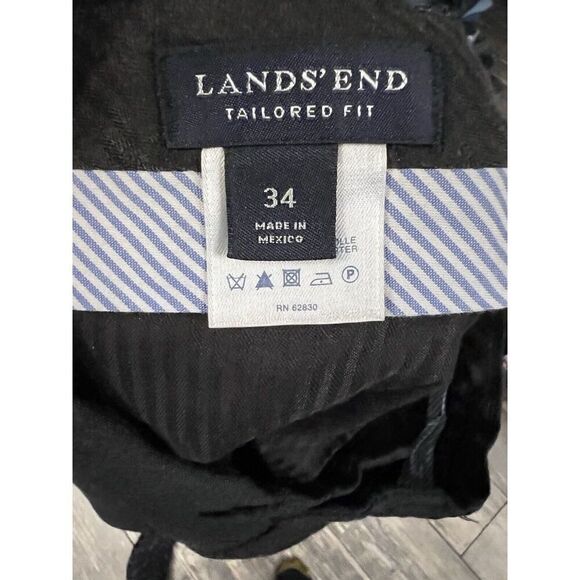 LANDS' END
TAILORED FIT
34
MADE IN
MEXICO
P
RN 62830